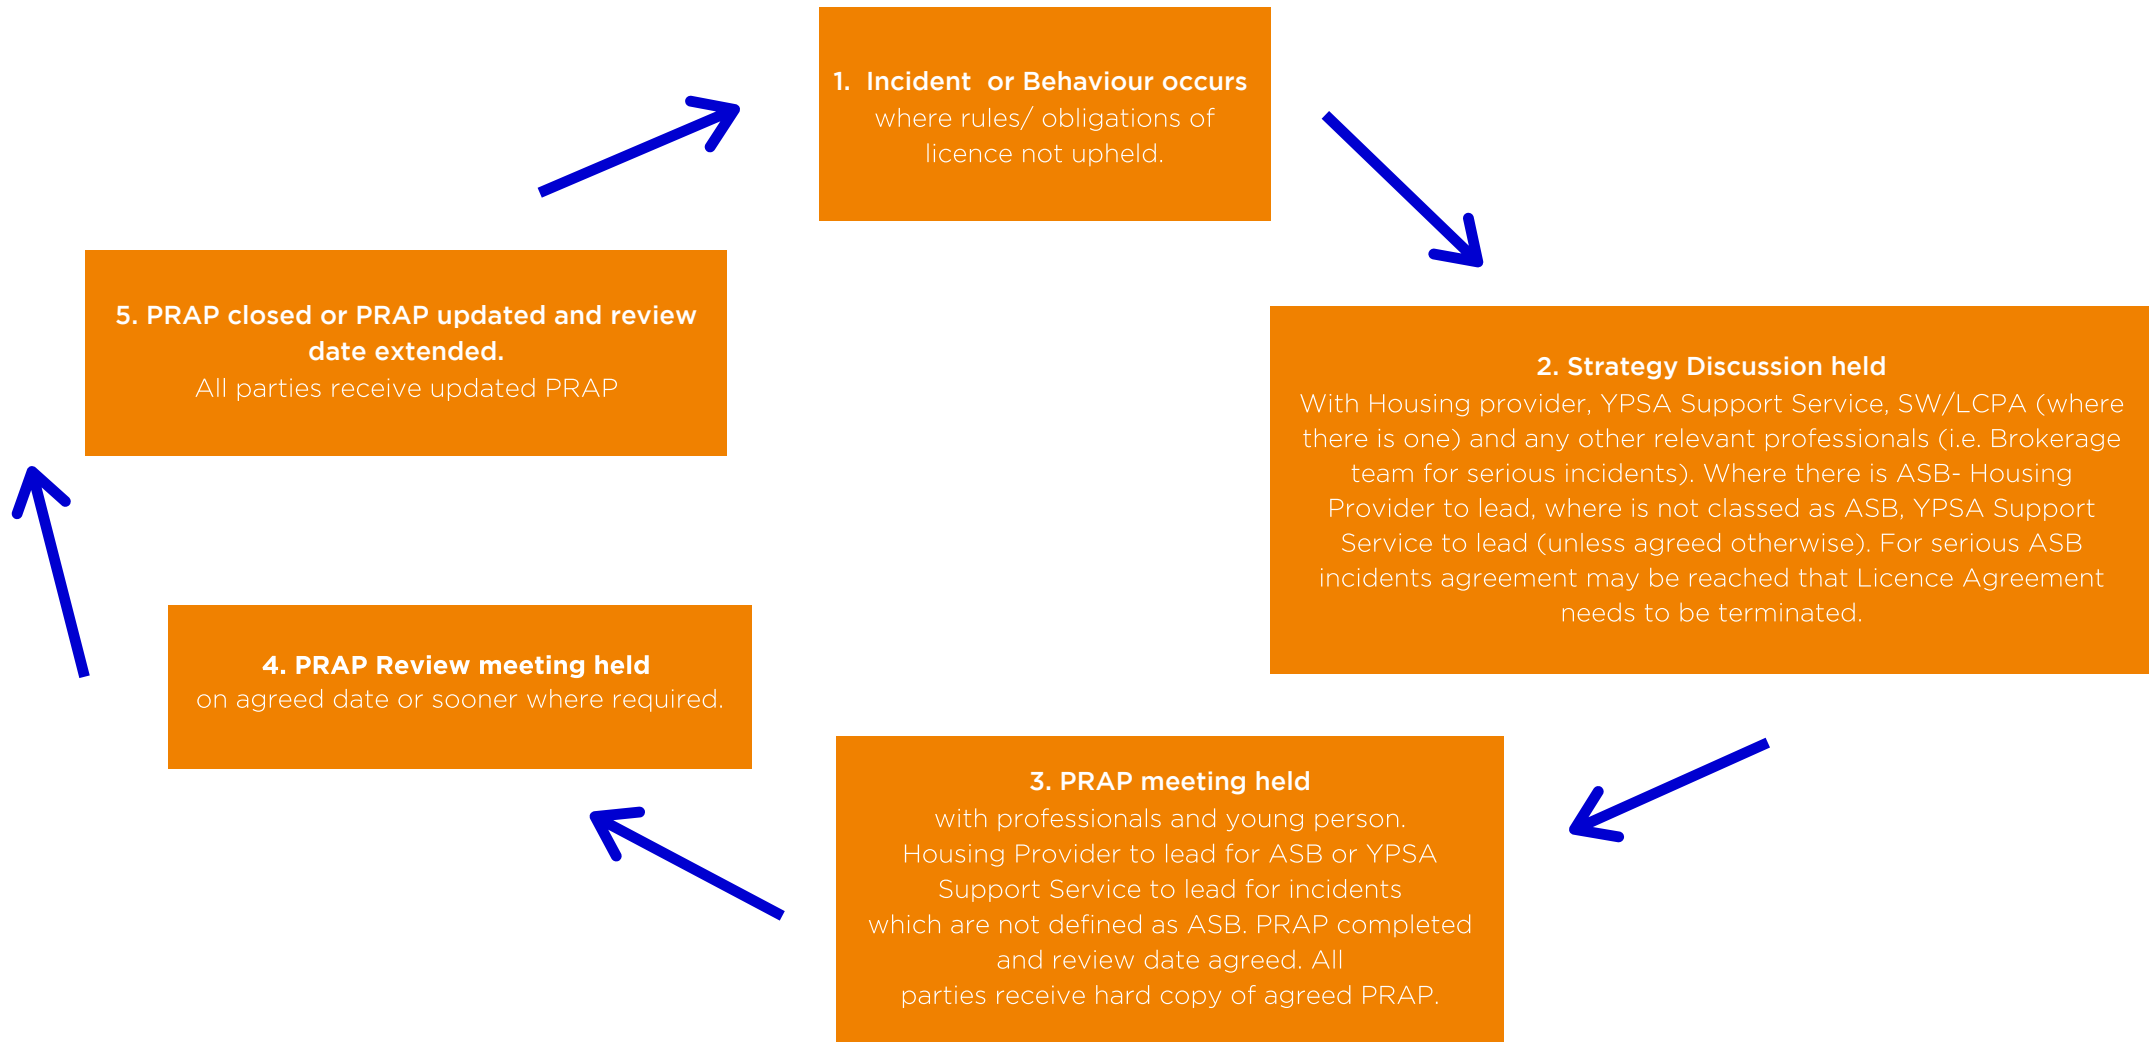 1. Incident or Behaviour occurs
where rules/ obligations of
licence not upheld.
2. Strategy Discussion held
With Housing provider, YPSA Support Service, SW/LCPA (where
there is one) and any other relevant professionals (i.e. Brokerage
team for serious incidents). Where there is ASB- Housing
Provider to lead, where is not classed as ASB, YPSA Support
Service to lead (unless agreed otherwise). For serious ASB
incidents agreement may be reached that Licence Agreement
needs to be terminated.
3. PRAP meeting held
with professionals and young person.
Housing Provider to lead for ASB or YPSA
Support Service to lead for incidents
which are not defined as ASB. PRAP completed
and review date agreed. All
parties receive hard copy of agreed PRAP.
4. PRAP Review meeting held
on agreed date or sooner where required.
5. PRAP closed or PRAP updated and review
date extended.
All parties receive updated PRAP